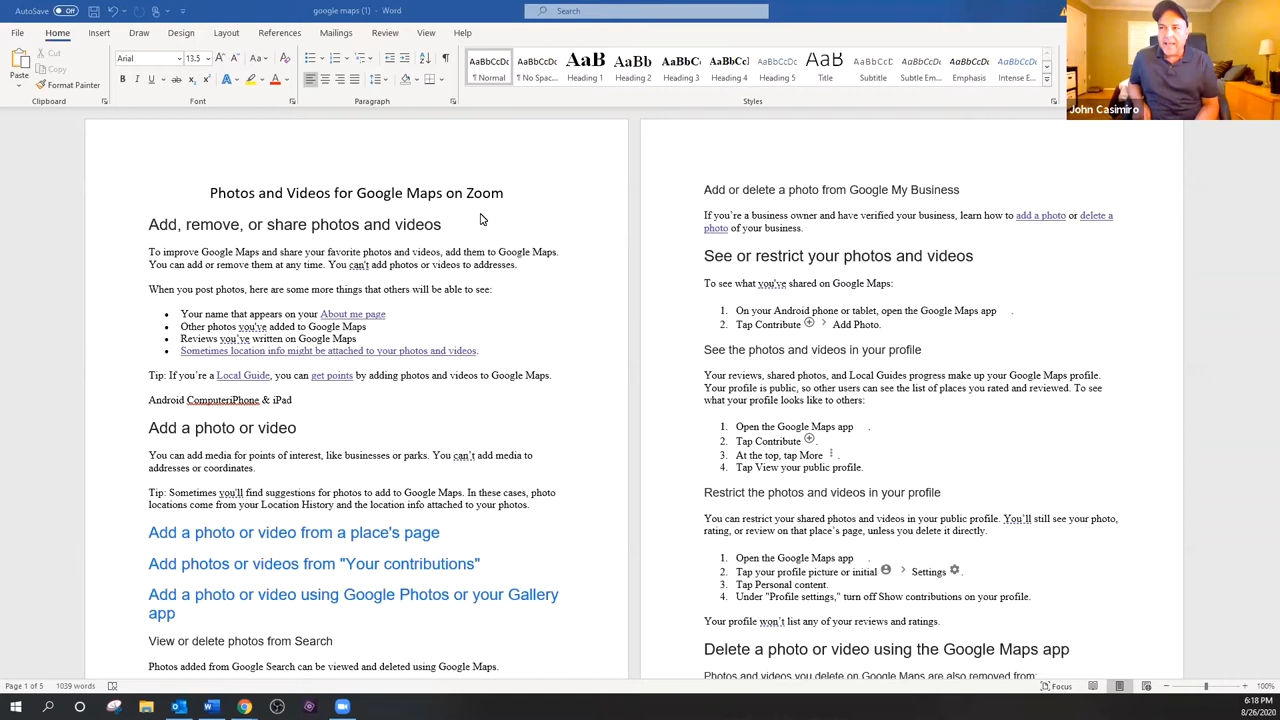 AutoSave Off
google maps (1) - Word
Search
File Home Insert Draw Design Layout References Mailings Review View Help
Paste
Cut
Copy
Format Painter
Clipboard
Arial 13.5
Font
Paragraph
AaBbCcDc AaBbCcDc AaB AaBb AaBbC AaBbCc AaBbCcD AaB AaBbCcD AaBbCcDc AaBbCcD AaBbCcD
¶ Normal ¶ No Spac... Heading 1 Heading 2 Heading 3 Heading 4 Heading 5 Title Subtitle Subtle Em... Emphasis Intense E...
Styles
John Casimiro
Photos and Videos for Google Maps on Zoom
Add, remove, or share photos and videos
To improve Google Maps and share your favorite photos and videos, add them to Google Maps.
You can add or remove them at any time. You can't add photos or videos to addresses.
When you post photos, here are some more things that others will be able to see:
• Your name that appears on your About me page
• Other photos you've added to Google Maps
• Reviews you've written on Google Maps
• Sometimes location info might be attached to your photos and videos.
Tip: If you're a Local Guide, you can get points by adding photos and videos to Google Maps.
Android ComputeriPhone & iPad
Add a photo or video
You can add media for points of interest, like businesses or parks. You can't add media to
addresses or coordinates.
Tip: Sometimes you'll find suggestions for photos to add to Google Maps. In these cases, photo
locations come from your Location History and the location info attached to your photos.
Add a photo or video from a place's page
Add photos or videos from "Your contributions"
Add a photo or video using Google Photos or your Gallery
app
View or delete photos from Search
Photos added from Google Search can be viewed and deleted using Google Maps.
Add or delete a photo from Google My Business
If you're a business owner and have verified your business, learn how to add a photo or delete a
photo of your business.
See or restrict your photos and videos
To see what you've shared on Google Maps:
1. On your Android phone or tablet, open the Google Maps app .
2. Tap Contribute > Add Photo.
See the photos and videos in your profile
Your reviews, shared photos, and Local Guides progress make up your Google Maps profile.
Your profile is public, so other users can see the list of places you rated and reviewed. To see
what your profile looks like to others:
1. Open the Google Maps app .
2. Tap Contribute .
3. At the top, tap More .
4. Tap View your public profile.
Restrict the photos and videos in your profile
You can restrict your shared photos and videos in your public profile. You'll still see your photo,
rating, or review on that place's page, unless you delete it directly.
1. Open the Google Maps app .
2. Tap your profile picture or initial > Settings .
3. Tap Personal content.
4. Under "Profile settings," turn off Show contributions on your profile.
Your profile won't list any of your reviews and ratings.
Delete a photo or video using the Google Maps app
Photos and videos you delete on Google Maps are also removed from:
Page 1 of 5 1039 words
Focus
100%
6:18 PM
8/26/2020